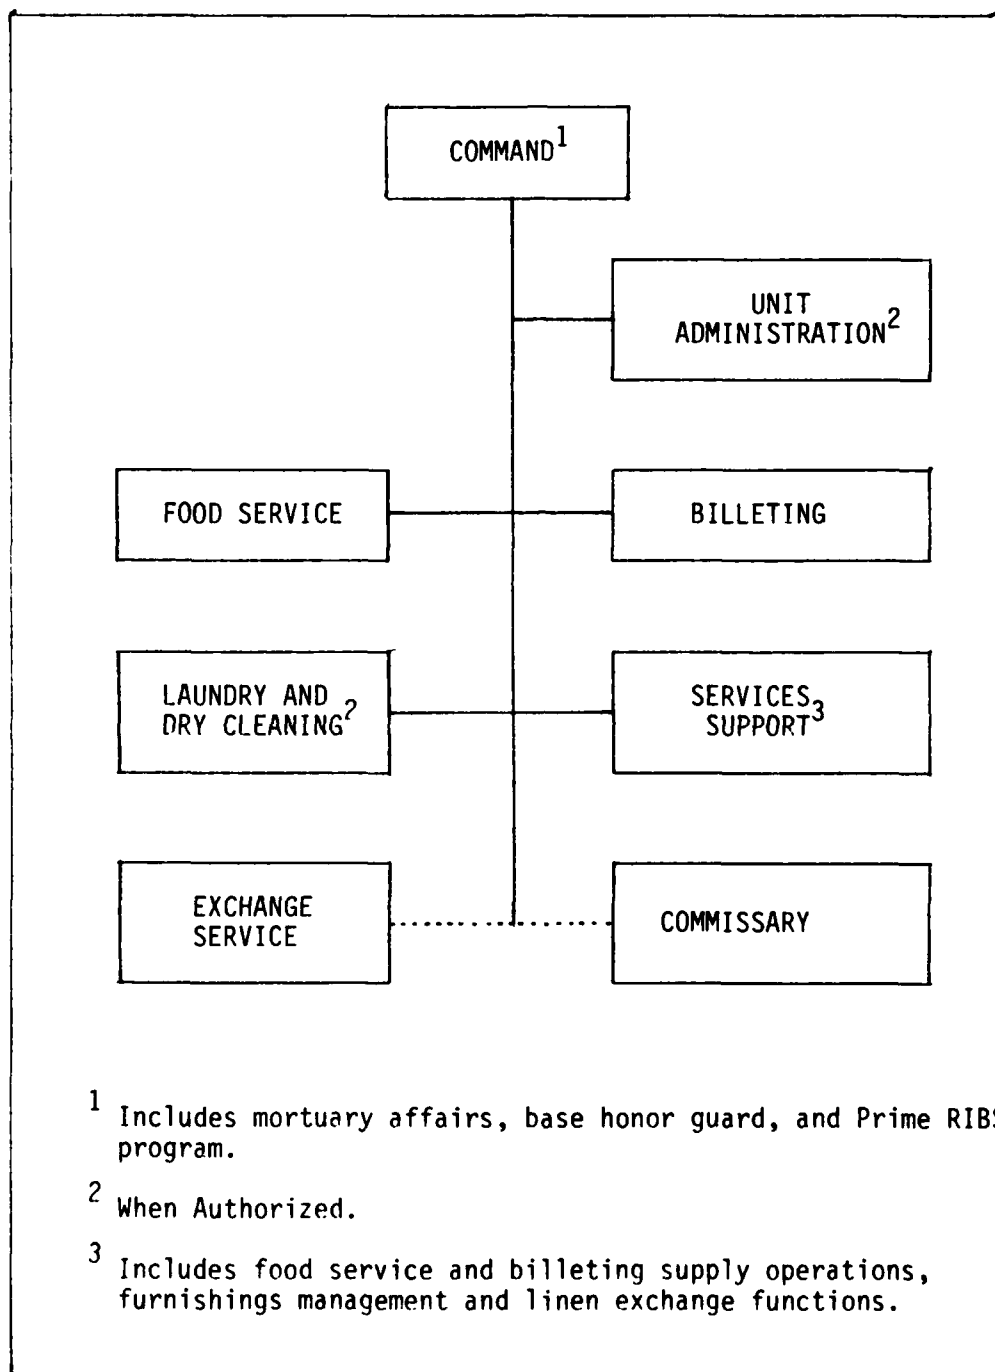 COMMAND1
UNIT
ADMINISTRATION2
FOOD SERVICE
BILLETING
LAUNDRY AND
DRY CLEANING2
SERVICES
SUPPORT3
EXCHANGE
SERVICE
COMMISSARY
1 Includes mortuary affairs, base honor guard, and Prime RIBS
program.
2 When Authorized.
3 Includes food service and billeting supply operations,
furnishings management and linen exchange functions.